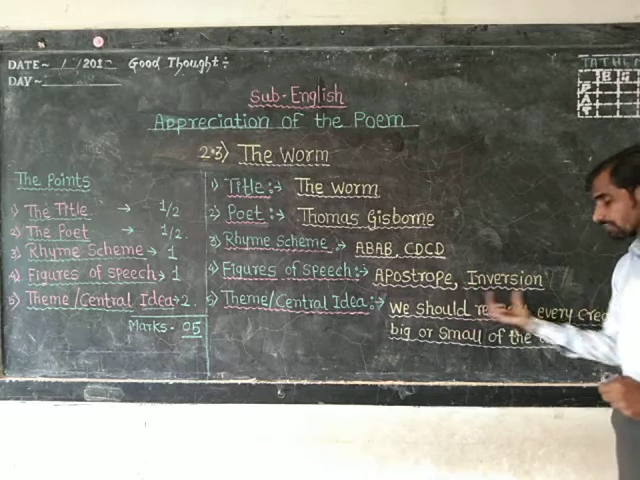 DATE~ / /201 Good Thought:
DAY~
Sub-English
Appreciation of the Poem
2.3) The Worm
The Points
1) The Title → 1/2
2) The Poet → 1/2.
3) Rhyme Scheme → 1
4) Figures of speech → 1
5) Theme/Central Idea → 2.
Marks - 05
1) Title :→ The Worm
2) Poet :→ Thomas Gisborne
3) Rhyme Scheme → ABAB, CDCD
4) Figures of speech :→ Apostrope, Inversion
5) Theme/Central Idea :→
We should every
big or Small of the